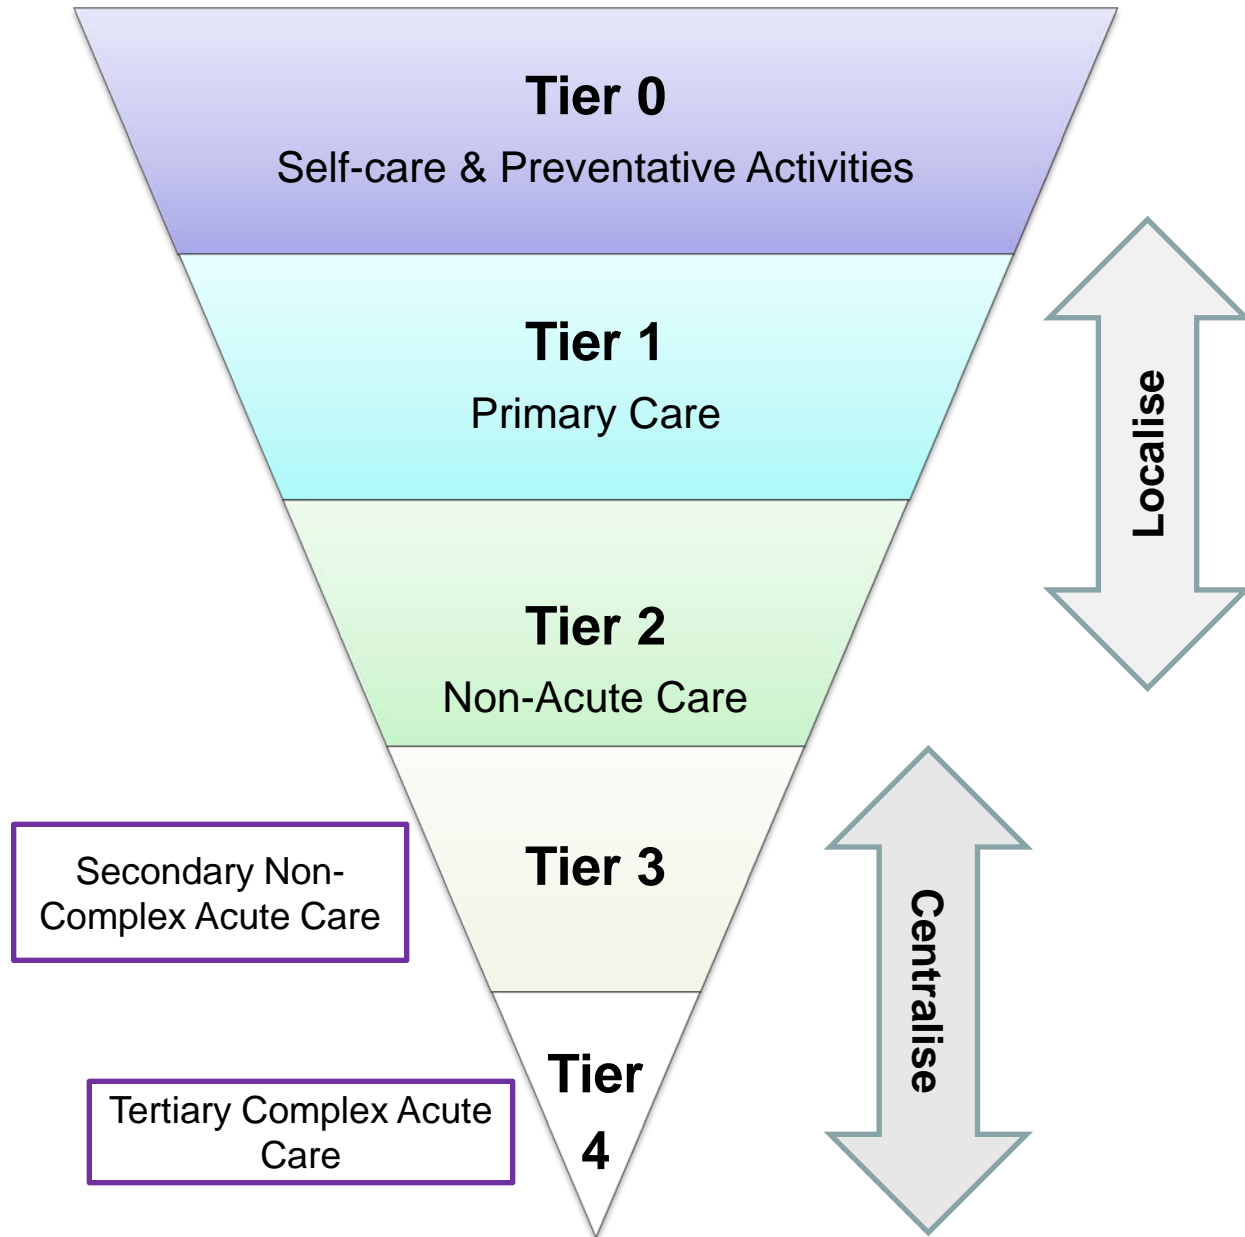 Tier 0
Self-care & Preventative Activities
Tier 1
Primary Care
Localise
Tier 2
Non-Acute Care
Tier 3
Secondary Non-
Complex Acute Care
Centralise
Tier
4
Tertiary Complex Acute
Care